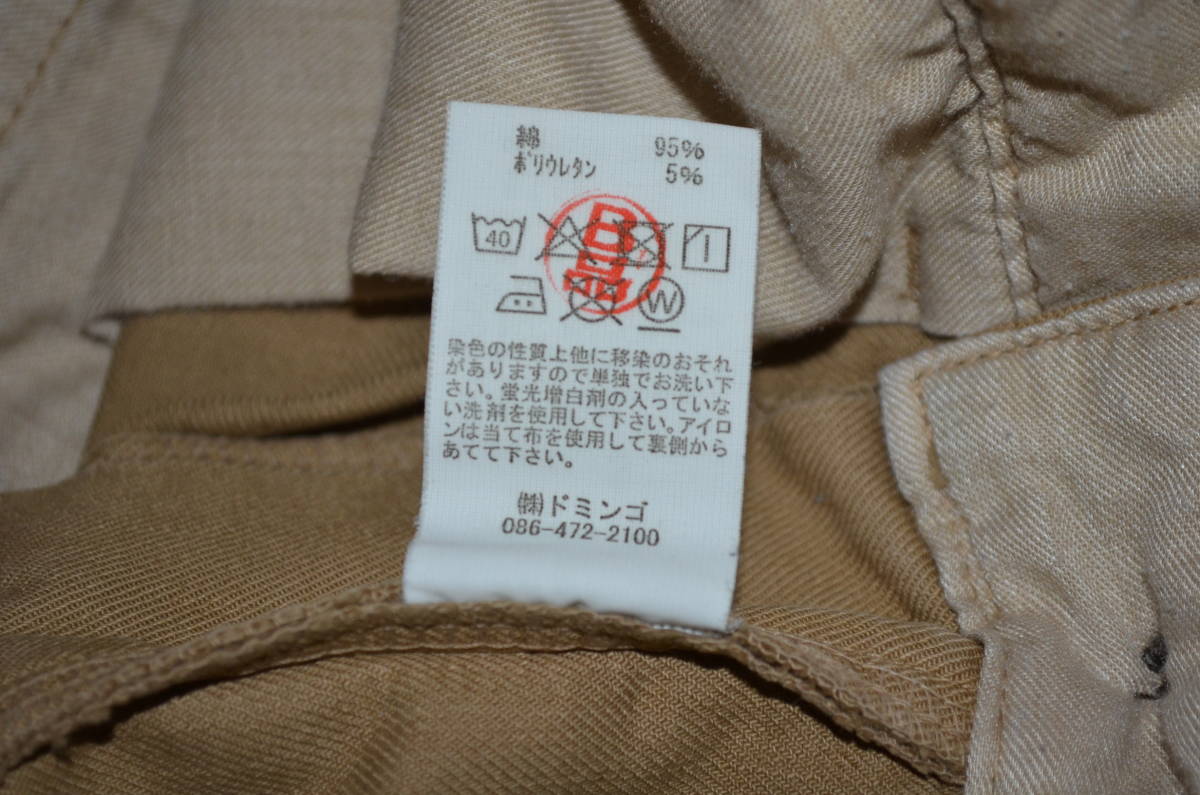 綿 95%
ポリウレタン 5%
40
B品
W
染色の性質上他に移染のおそれ
がありますので単独でお洗い下
さい。蛍光増白剤の入っていな
い洗剤を使用して下さい。アイロ
ンは当て布を使用して裏側から
あてて下さい。
㈱ドミンゴ
086-472-2100